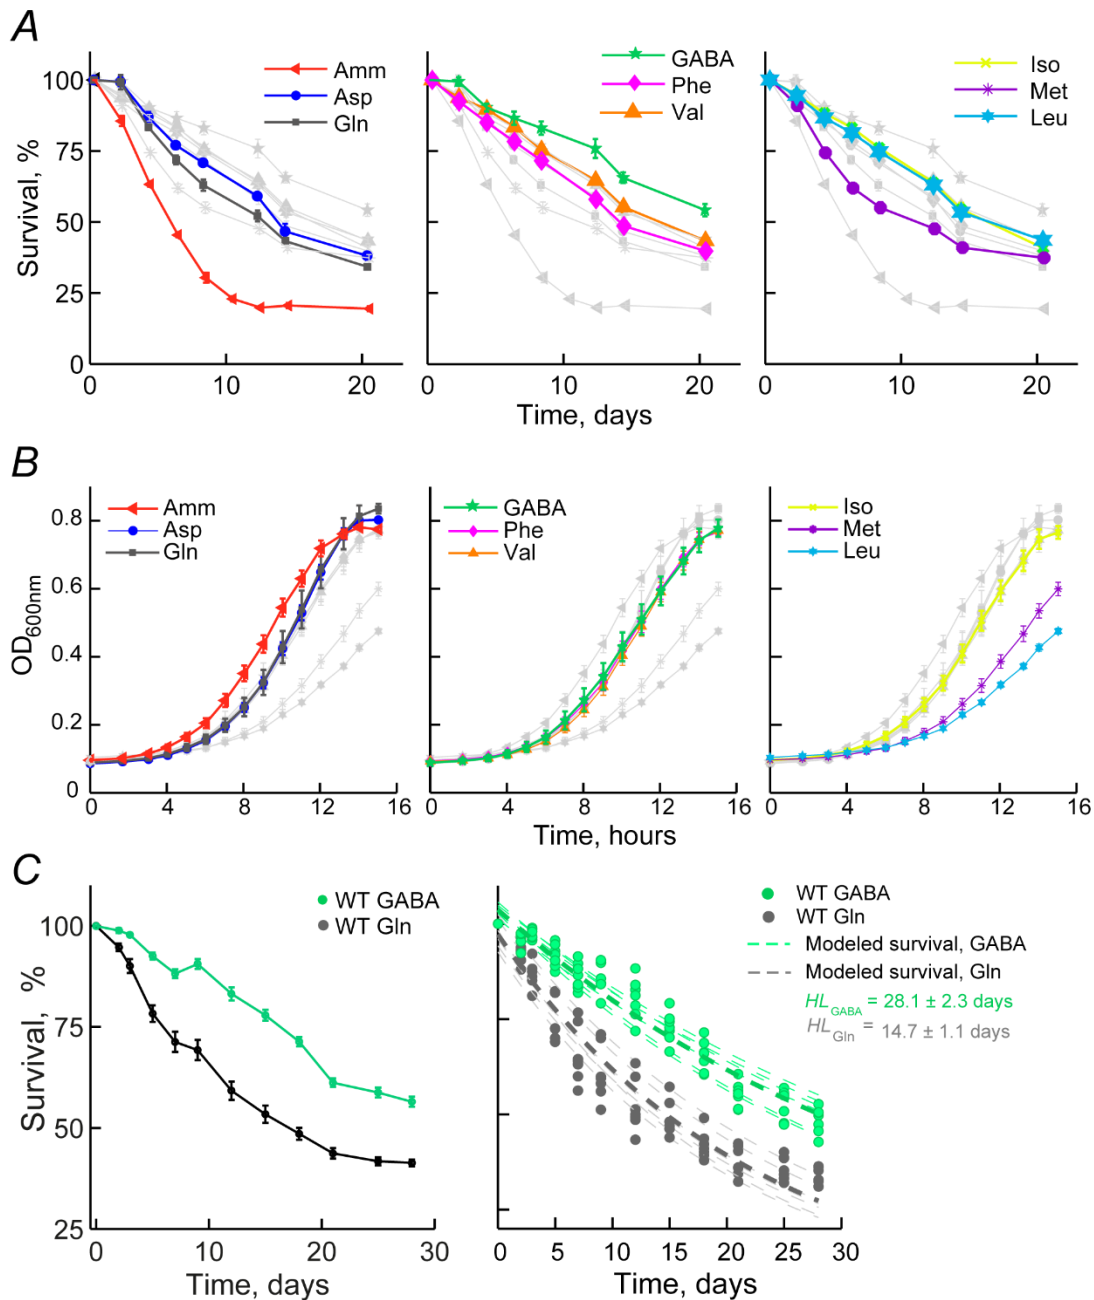 A
Amm
Asp
Gln
GABA
Phe
Val
Iso
Met
Leu
Survival, %
100
75
50
25
0
0 10 20
0 10 20
0 10 20
Time, days
B
Amm
Asp
Gln
GABA
Phe
Val
Iso
Met
Leu
OD600nm
0.8
0.6
0.4
0.2
0
0 4 8 12 16
0 4 8 12 16
0 4 8 12 16
Time, hours
C
WT GABA
WT Gln
Survival, %
100
75
50
25
0 10 20 30
Time, days
WT GABA
WT Gln
Modeled survival, GABA
Modeled survival, Gln
HLGABA = 28.1 ± 2.3 days
HLGln = 14.7 ± 1.1 days
0 5 10 15 20 25 30
Time, days